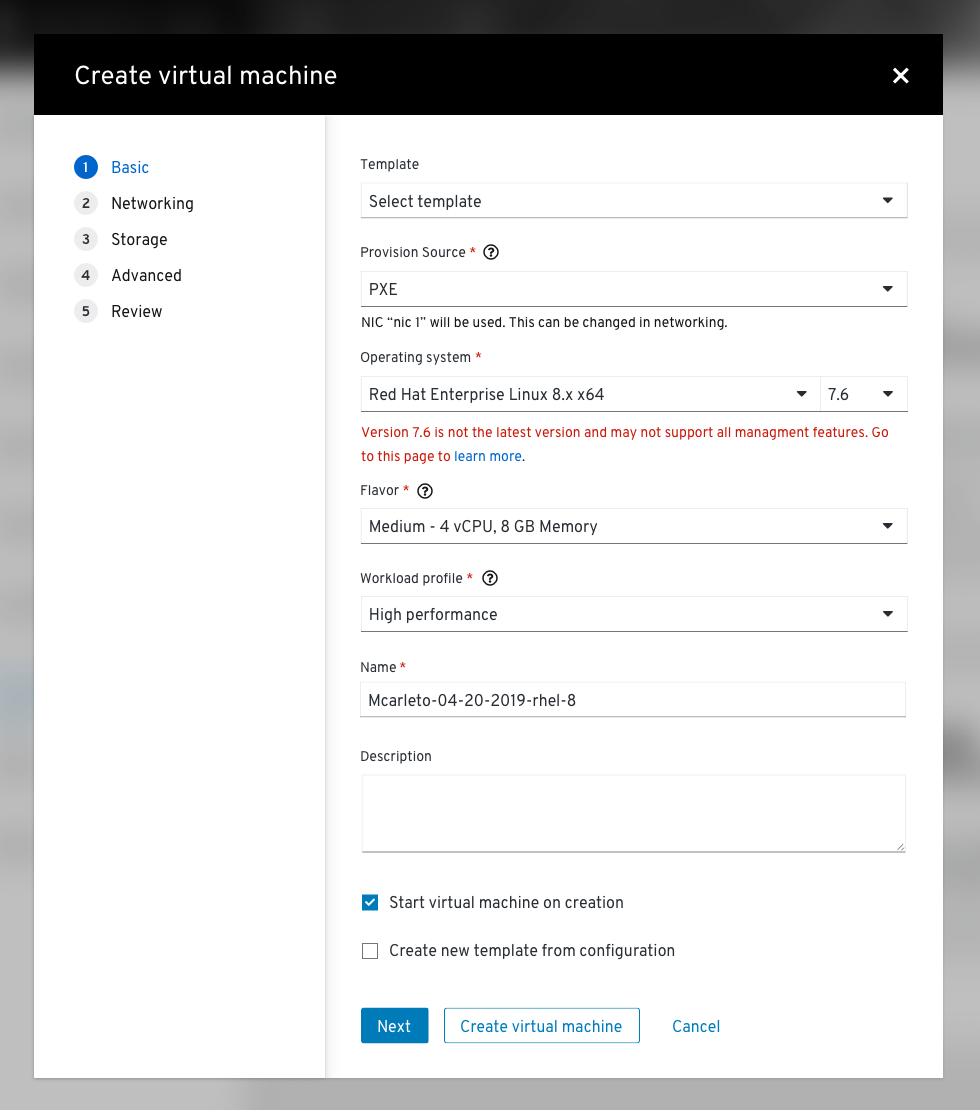 Create virtual machine
1 Basic
2 Networking
3 Storage
4 Advanced
5 Review
Template
Select template
Provision Source * ?
PXE
NIC “nic 1” will be used. This can be changed in networking.
Operating system *
Red Hat Enterprise Linux 8.x x64 7.6
Version 7.6 is not the latest version and may not support all managment features. Go
to this page to learn more.
Flavor * ?
Medium - 4 vCPU, 8 GB Memory
Workload profile * ?
High performance
Name *
Mcarleto-04-20-2019-rhel-8
Description
Start virtual machine on creation
Create new template from configuration
Next Create virtual machine Cancel